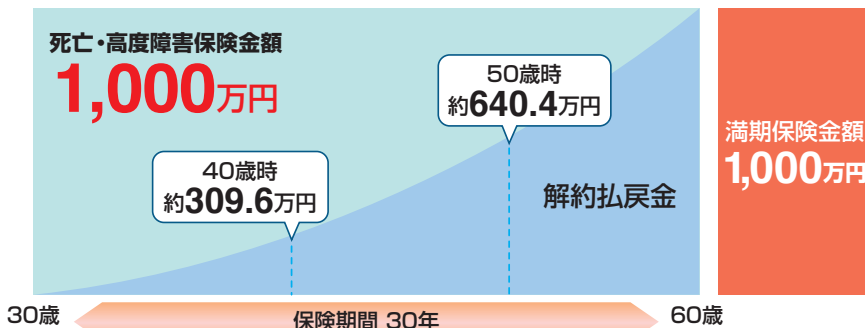 死亡・高度障害保険金額
1,000万円
50歳時
約640.4万円
40歳時
約309.6万円
解約払戻金
満期保険金額
1,000万円
30歳
保険期間 30年
60歳